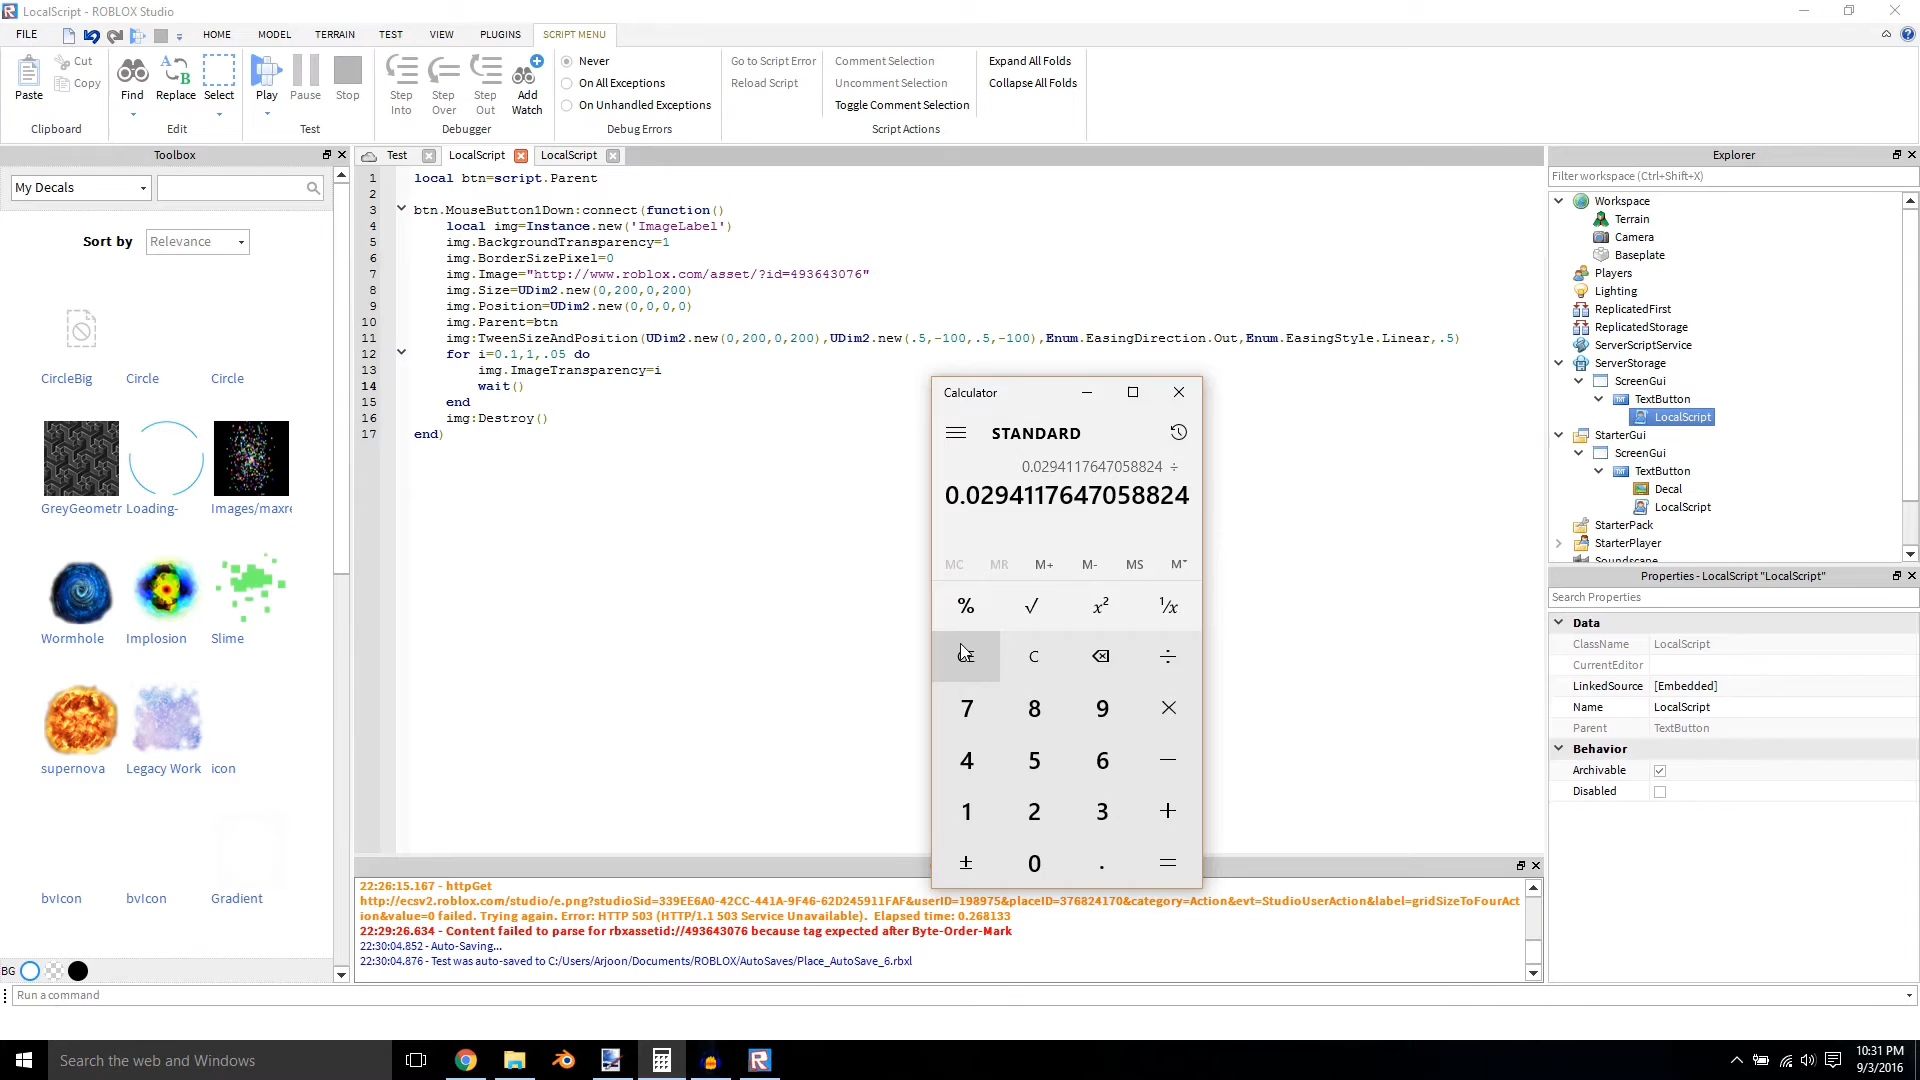 LocalScript - ROBLOX Studio
FILE
HOME
MODEL
TERRAIN
TEST
VIEW
PLUGINS
SCRIPT MENU
Paste
Cut
Copy
Clipboard
Find
Replace
Select
Edit
Play
Pause
Stop
Test
Step Into
Step Over
Step Out
Add Watch
Debugger
Never
On All Exceptions
On Unhandled Exceptions
Debug Errors
Go to Script Error
Reload Script
Comment Selection
Uncomment Selection
Toggle Comment Selection
Expand All Folds
Collapse All Folds
Script Actions
Toolbox
My Decals
Sort by Relevance
CircleBig Circle Circle
GreyGeometr Loading- Images/maxre
Wormhole Implosion Slime
supernova Legacy Work icon
bvIcon bvIcon Gradient
BG
Test LocalScript LocalScript
1 local btn=script.Parent
2
3 btn.MouseButton1Down:connect(function()
4 local img=Instance.new('ImageLabel')
5 img.BackgroundTransparency=1
6 img.BorderSizePixel=0
7 img.Image="http://www.roblox.com/asset/?id=493643076"
8 img.Size=UDim2.new(0,200,0,200)
9 img.Position=UDim2.new(0,0,0,0)
10 img.Parent=btn
11 img:TweenSizeAndPosition(UDim2.new(0,200,0,200),UDim2.new(.5,-100,.5,-100),Enum.EasingDirection.Out,Enum.EasingStyle.Linear,.5)
12 for i=0.1,1,.05 do
13 img.ImageTransparency=i
14 wait()
15 end
16 img:Destroy()
17 end)
Calculator
STANDARD
0.0294117647058824 ÷
0.0294117647058824
MC MR M+ M- MS M˅
% √ x² ¹/x
C ÷
7 8 9 ×
4 5 6 −
1 2 3 +
± 0 . =
22:26:15.167 - httpGet
http://ecsv2.roblox.com/studio/e.png?studioSid=339EE6A0-42CC-441A-9F46-62D245911FAF&userID=198975&placeID=376824170&category=Action&evt=StudioUserAction&label=gridSizeToFourAct
ion&value=0 failed. Trying again. Error: HTTP 503 (HTTP/1.1 503 Service Unavailable). Elapsed time: 0.268133
22:29:26.634 - Content failed to parse for rbxassetid://493643076 because tag expected after Byte-Order-Mark
22:30:04.852 - Auto-Saving...
22:30:04.876 - Test was auto-saved to C:/Users/Arjoon/Documents/ROBLOX/AutoSaves/Place_AutoSave_6.rbxl
Run a command
Explorer
Filter workspace (Ctrl+Shift+X)
Workspace
Terrain
Camera
Baseplate
Players
Lighting
ReplicatedFirst
ReplicatedStorage
ServerScriptService
ServerStorage
ScreenGui
TextButton
LocalScript
StarterGui
ScreenGui
TextButton
Decal
LocalScript
StarterPack
StarterPlayer
Soundscape
Properties - LocalScript "LocalScript"
Search Properties
Data
ClassName LocalScript
CurrentEditor
LinkedSource [Embedded]
Name LocalScript
Parent TextButton
Behavior
Archivable
Disabled
Search the web and Windows
10:31 PM
9/3/2016